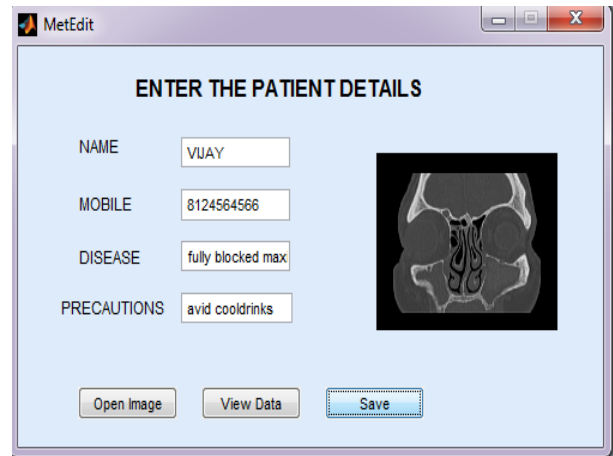 MetEdit
ENTER THE PATIENT DETAILS
NAME VIJAY
MOBILE 8124564566
DISEASE fully blocked max
PRECAUTIONS avid cooldrinks
Open Image View Data Save